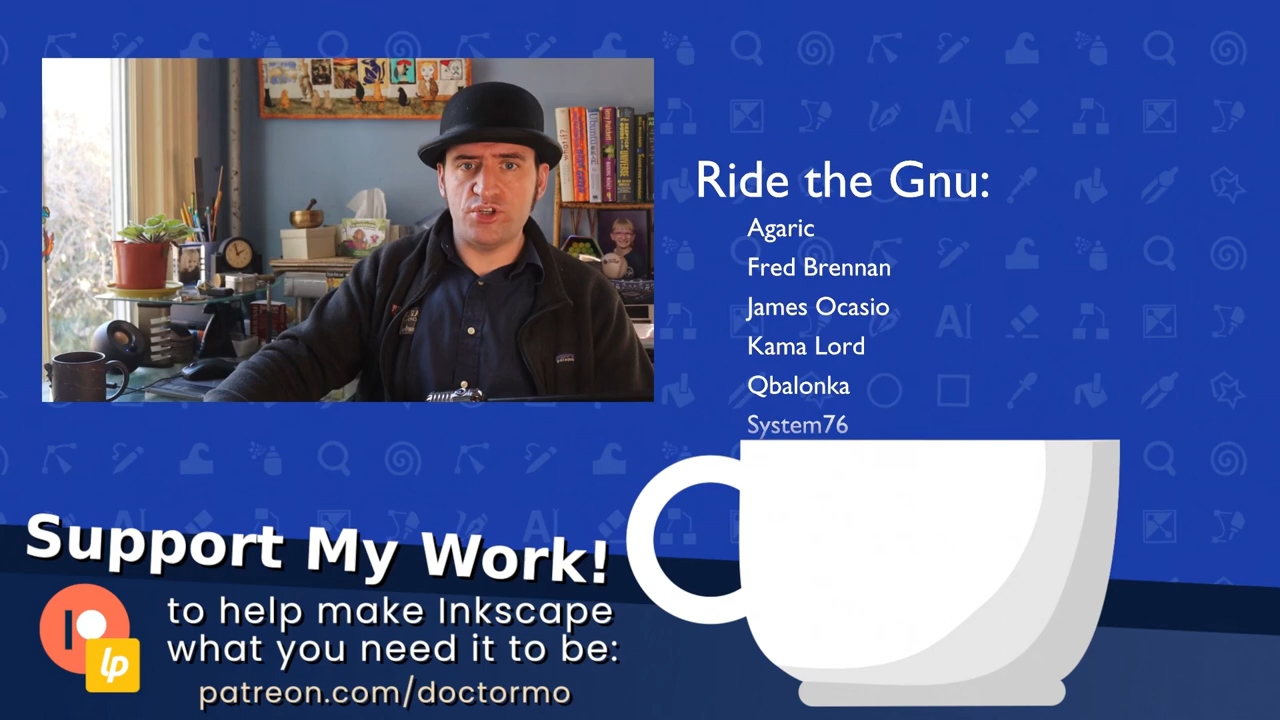 Ride the Gnu:
Agaric
Fred Brennan
James Ocasio
Kama Lord
Qbalonka
System76
Support My Work!
to help make Inkscape
what you need it to be:
patreon.com/doctormo
lp